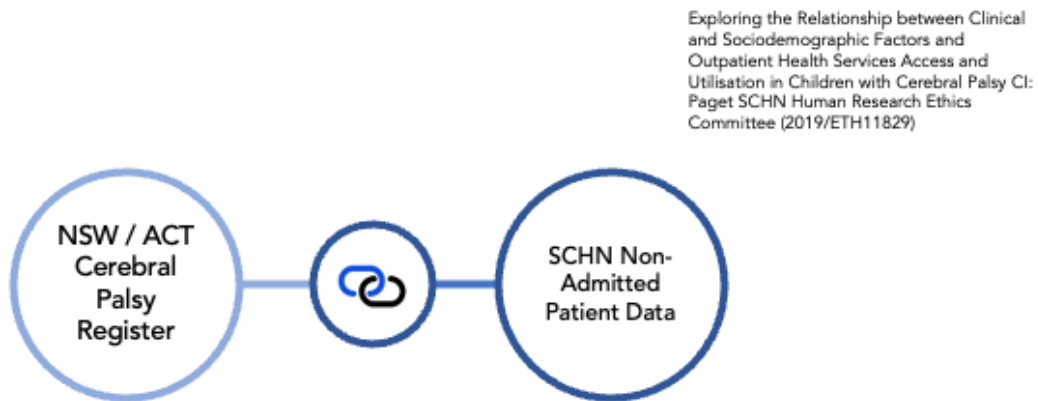 Exploring the Relationship between Clinical
and Sociodemographic Factors and
Outpatient Health Services Access and
Utilisation in Children with Cerebral Palsy CI:
Paget SCHN Human Research Ethics
Committee (2019/ETH11829)
NSW / ACT
Cerebral
Palsy
Register
SCHN Non-
Admitted
Patient Data